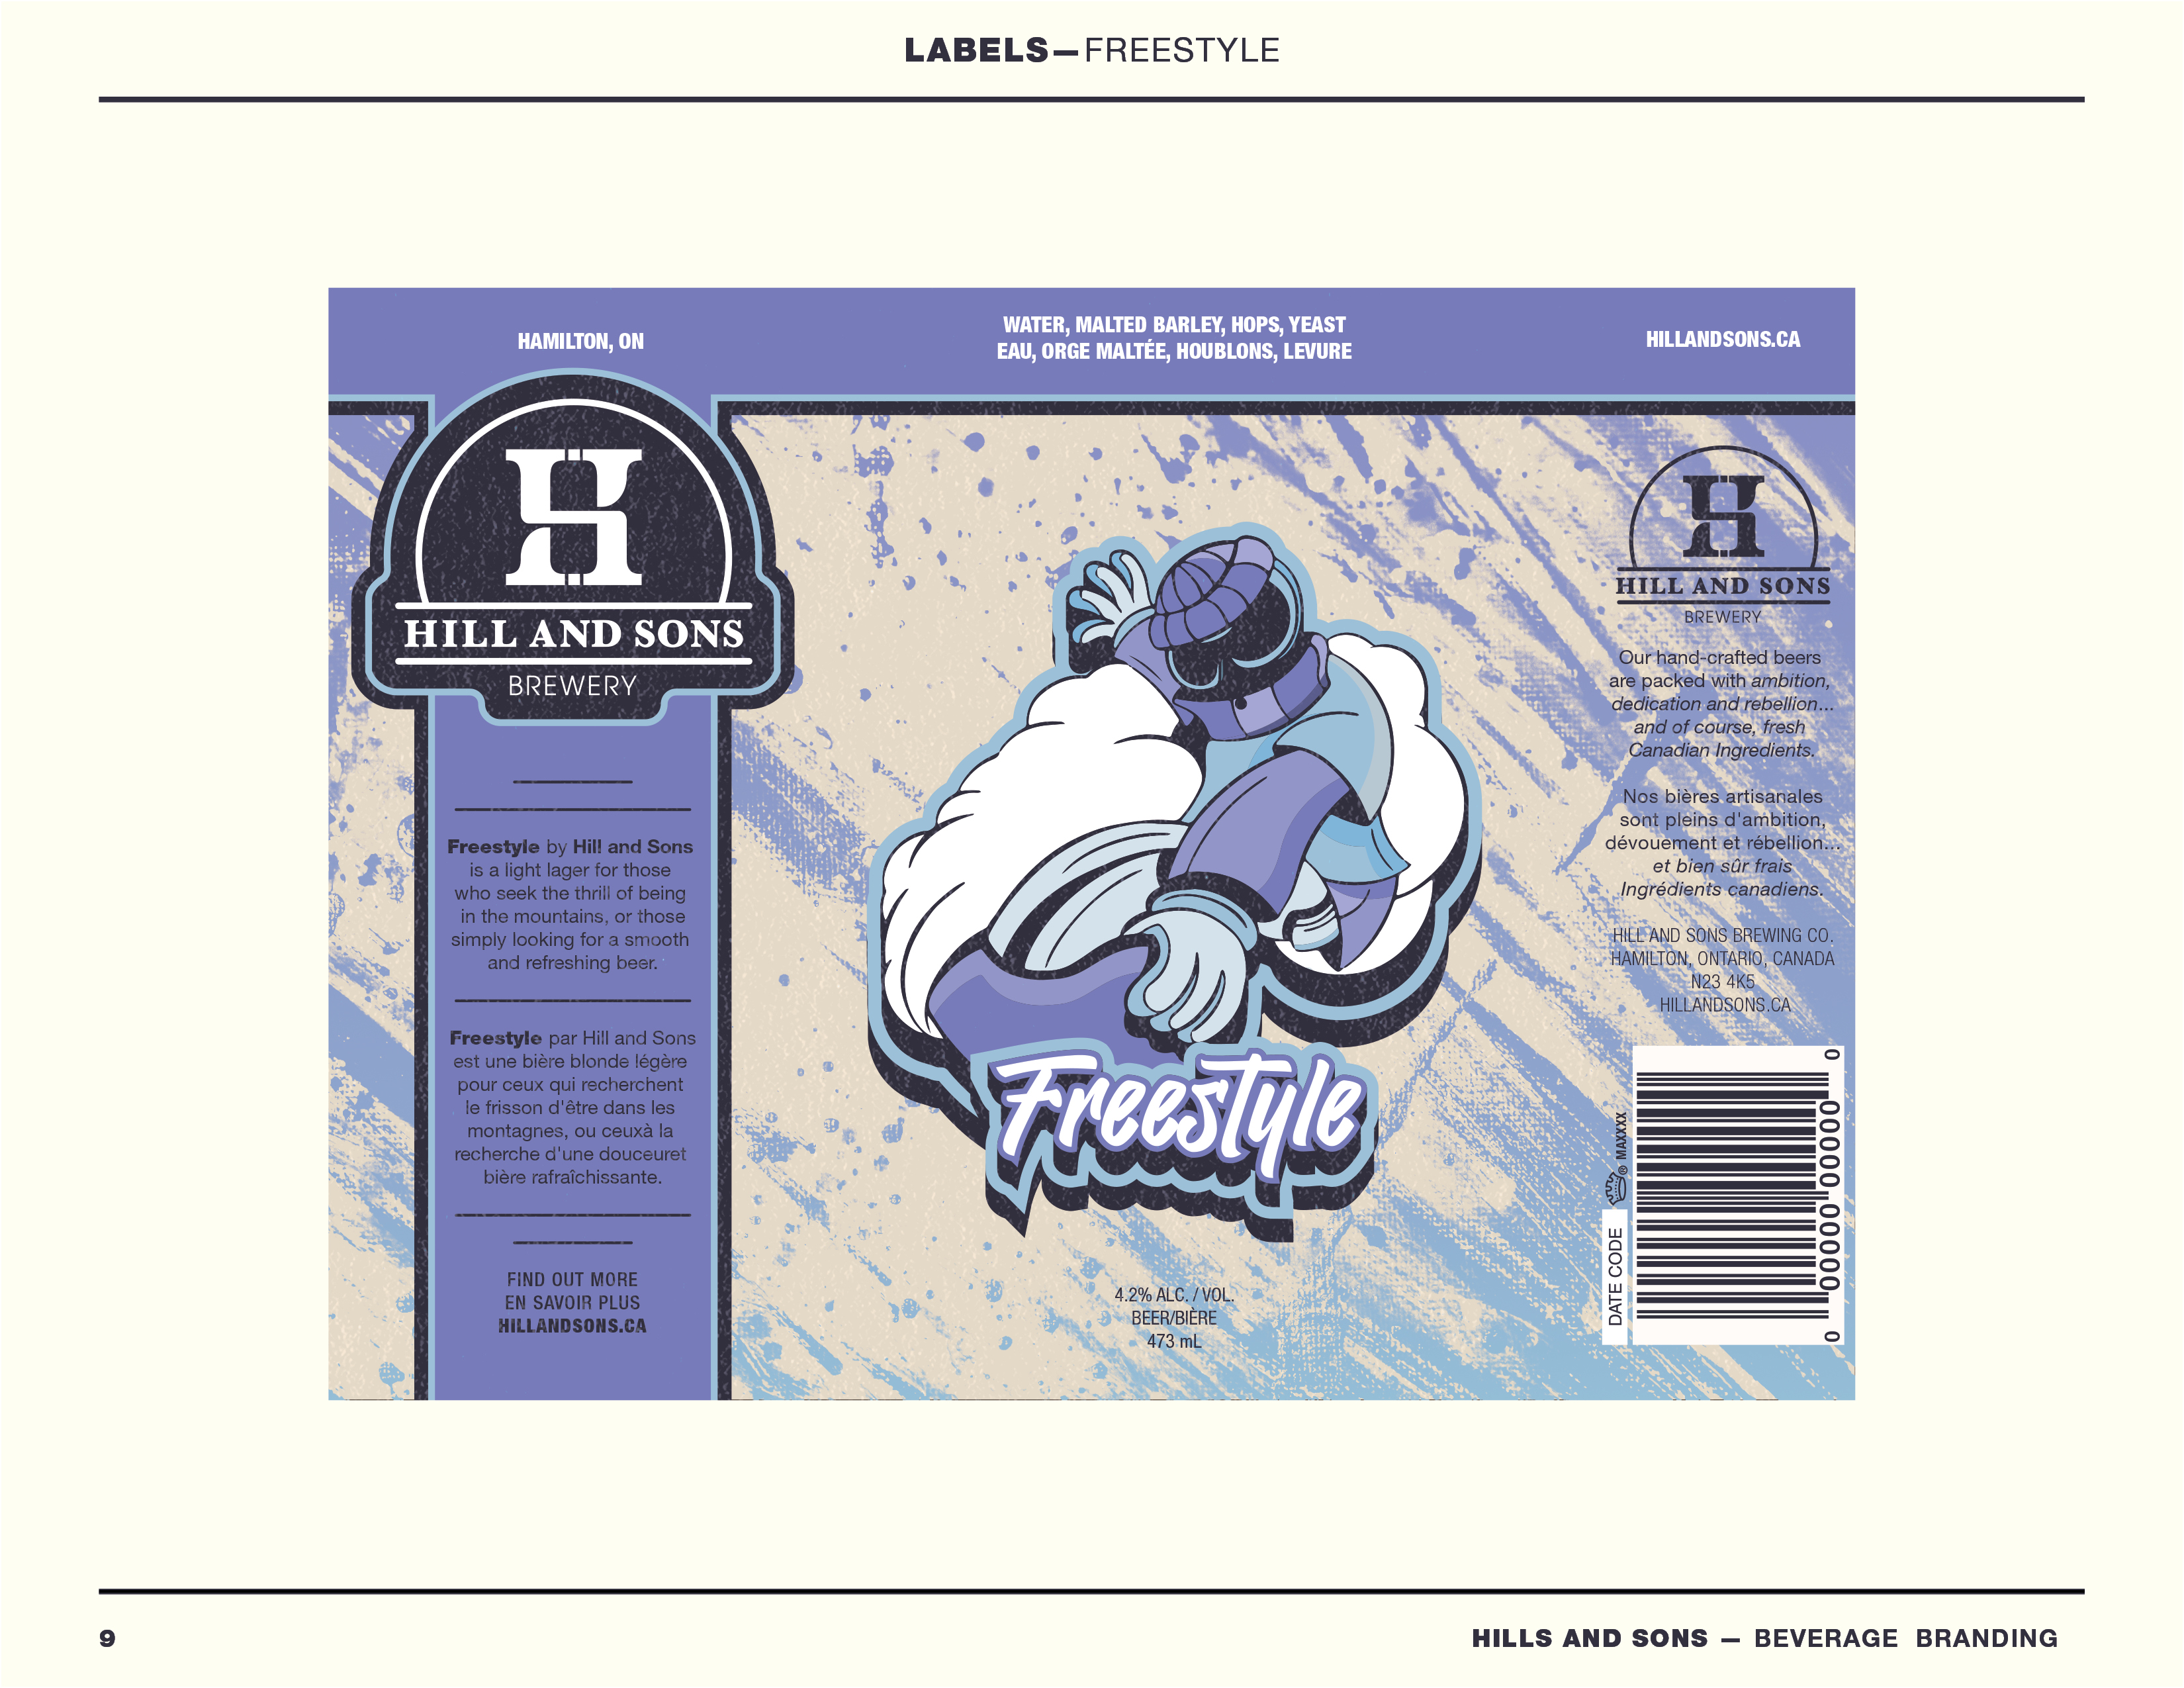 LABELS—FREESTYLE
HAMILTON, ON
WATER, MALTED BARLEY, HOPS, YEAST
EAU, ORGE MALTÉE, HOUBLONS, LEVURE
HILLANDSONS.CA
H
HILL AND SONS
BREWERY
Freestyle by Hill and Sons
is a light lager for those
who seek the thrill of being
in the mountains, or those
simply looking for a smooth
and refreshing beer.
Freestyle par Hill and Sons
est une bière blonde légère
pour ceux qui recherchent
le frisson d'être dans les
montagnes, ou ceuxà la
recherche d'une douceuret
bière rafraîchissante.
FIND OUT MORE
EN SAVOIR PLUS
HILLANDSONS.CA
Freestyle
4.2% ALC. / VOL.
BEER/BIÈRE
473 mL
H
HILL AND SONS
BREWERY
Our hand-crafted beers
are packed with ambition,
dedication and rebellion...
and of course, fresh
Canadian Ingredients.
Nos bières artisanales
sont pleins d'ambition,
dévouement et rébellion...
et bien sûr frais
Ingrédients canadiens.
HILL AND SONS BREWING CO.
HAMILTON, ONTARIO, CANADA
N23 4K5
HILLANDSONS.CA
DATE CODE
® MAXXXX
0 00000 00000 0
9
HILLS AND SONS — BEVERAGE BRANDING